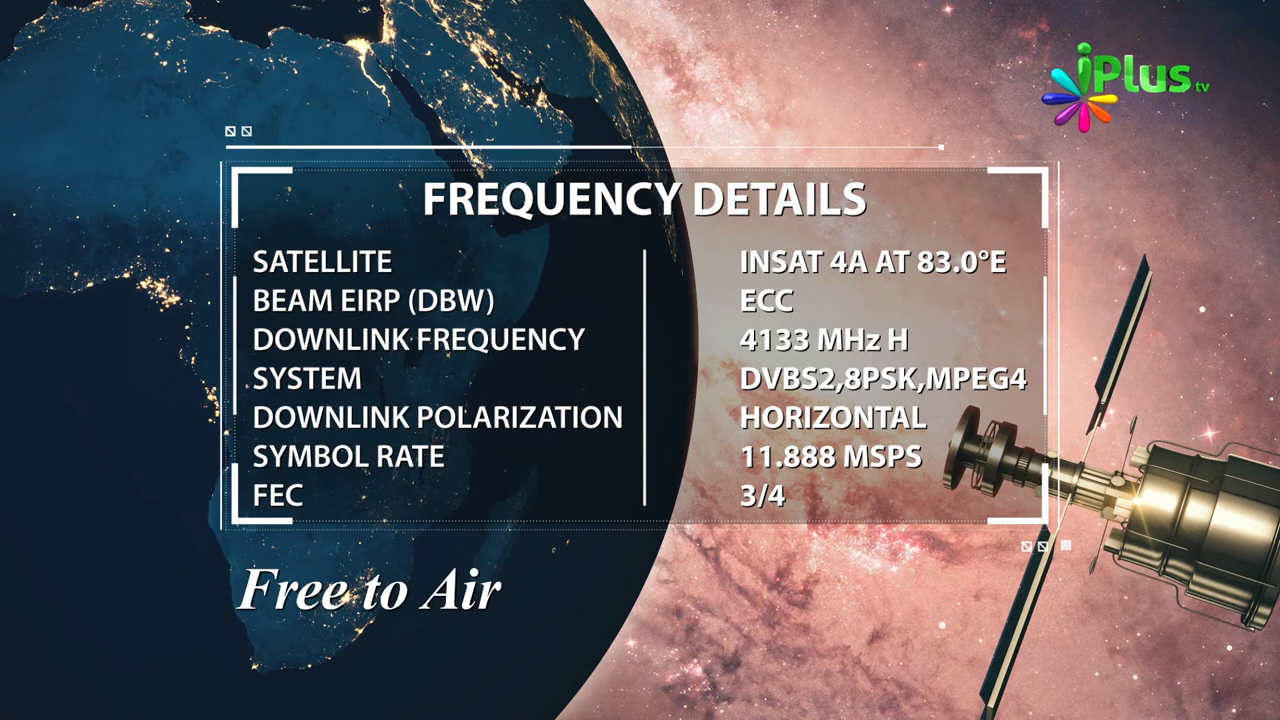 iPlus tv
FREQUENCY DETAILS
SATELLITE INSAT 4A AT 83.0°E
BEAM EIRP (DBW) ECC
DOWNLINK FREQUENCY 4133 MHz H
SYSTEM DVBS2,8PSK,MPEG4
DOWNLINK POLARIZATION HORIZONTAL
SYMBOL RATE 11.888 MSPS
FEC 3/4
Free to Air